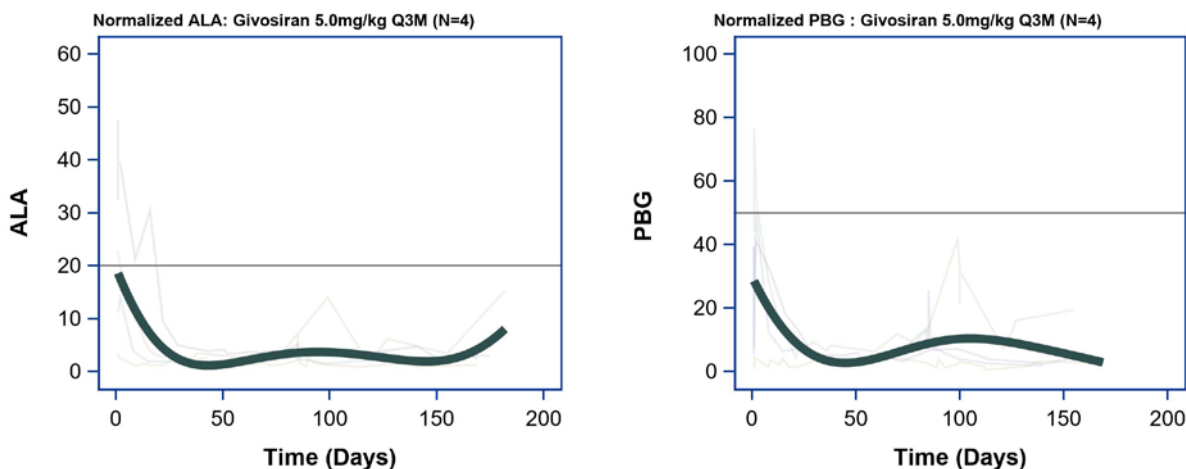 Normalized ALA: Givosiran 5.0mg/kg Q3M (N=4)
60
50
40
30
20
10
0
ALA
0 50 100 150 200
Time (Days)
Normalized PBG : Givosiran 5.0mg/kg Q3M (N=4)
100
80
60
40
20
0
PBG
0 50 100 150 200
Time (Days)